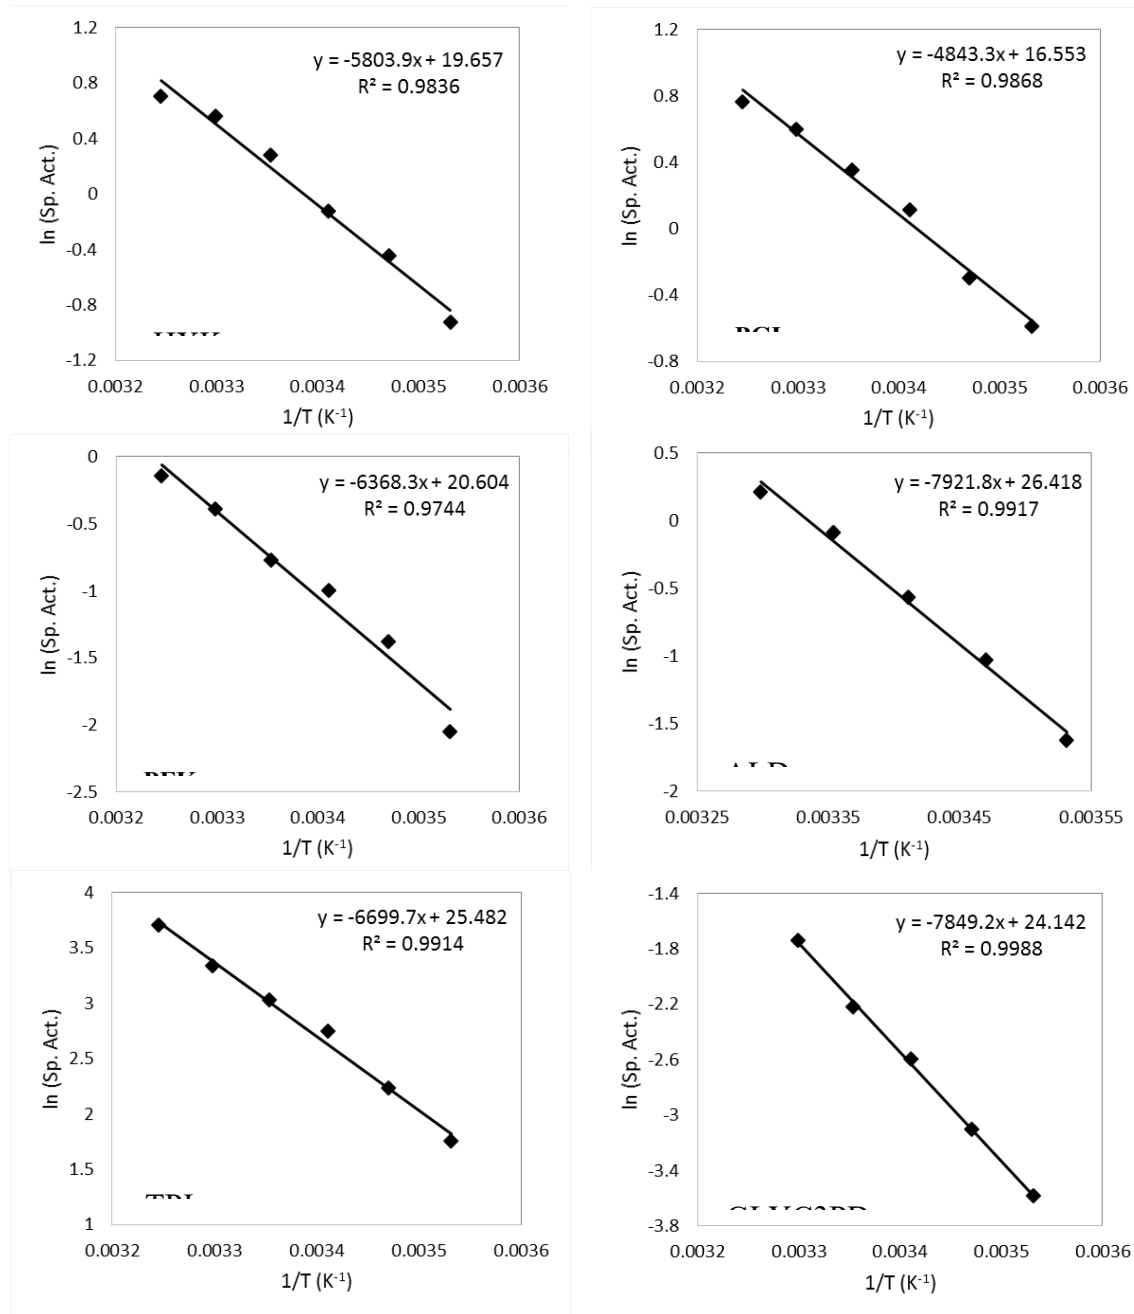 1.2
y = -5803.9x + 19.657
R² = 0.9836
0.8
0.4
0
-0.4
-0.8
-1.2
ln (Sp. Act.)
0.0032 0.0033 0.0034 0.0035 0.0036
1/T (K⁻¹)
1.2
y = -4843.3x + 16.553
R² = 0.9868
0.8
0.4
0
-0.4
-0.8
ln (Sp. Act.)
PGI
0.0032 0.0033 0.0034 0.0035 0.0036
1/T (K⁻¹)
0
y = -6368.3x + 20.604
R² = 0.9744
-0.5
-1
-1.5
-2
-2.5
ln (Sp. Act.)
PFK
0.0032 0.0033 0.0034 0.0035 0.0036
1/T (K⁻¹)
0.5
y = -7921.8x + 26.418
R² = 0.9917
0
-0.5
-1
-1.5
-2
ln (Sp. Act.)
ALD
0.00325 0.00335 0.00345 0.00355
1/T (K⁻¹)
4
y = -6699.7x + 25.482
R² = 0.9914
3.5
3
2.5
2
1.5
1
ln (Sp. Act.)
TPI
0.0032 0.0033 0.0034 0.0035 0.0036
1/T (K⁻¹)
-1.4
y = -7849.2x + 24.142
R² = 0.9988
-1.8
-2.2
-2.6
-3
-3.4
-3.8
ln (Sp. Act.)
0.0032 0.0033 0.0034 0.0035 0.0036
1/T (K⁻¹)